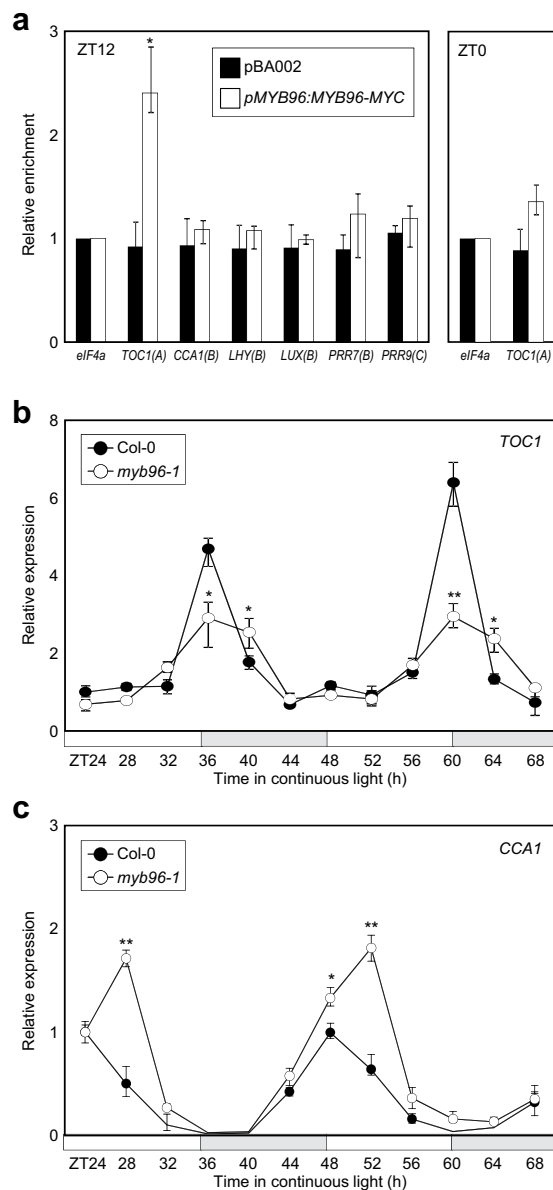 a
3
2
1
0
Relative enrichment
ZT12
*
pBA002
pMYB96:MYB96-MYC
eIF4a TOC1(A) CCA1(B) LHY(B) LUX(B) PRR7(B) PRR9(C)
ZT0
eIF4a TOC1(A)
b
8
6
4
2
0
Relative expression
Col-0
myb96-1
TOC1
* * ** *
ZT24 28 32 36 40 44 48 52 56 60 64 68
Time in continuous light (h)
c
3
2
1
0
Relative expression
Col-0
myb96-1
CCA1
** * **
ZT24 28 32 36 40 44 48 52 56 60 64 68
Time in continuous light (h)